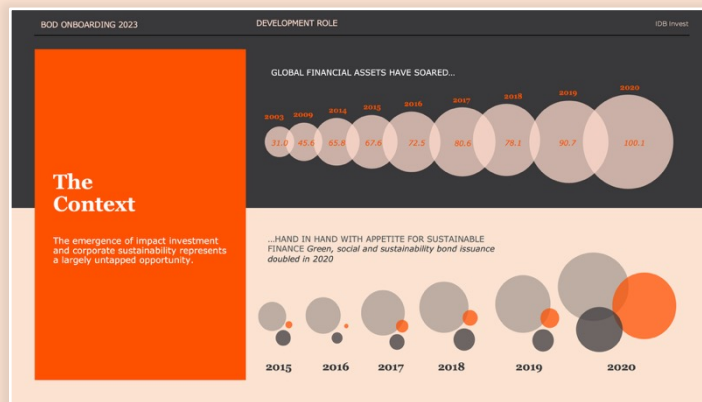 BOD ONBOARDING 2023
DEVELOPMENT ROLE
IDB Invest
The
Context
The emergence of impact investment
and corporate sustainability represents
a largely untapped opportunity.
GLOBAL FINANCIAL ASSETS HAVE SOARED...
2003 2009 2014 2015 2016 2017 2018 2019 2020
31.0 45.6 65.8 67.6 72.5 80.6 78.1 90.7 100.1
...HAND IN HAND WITH APPETITE FOR SUSTAINABLE
FINANCE Green, social and sustainability bond issuance
doubled in 2020
2015 2016 2017 2018 2019 2020